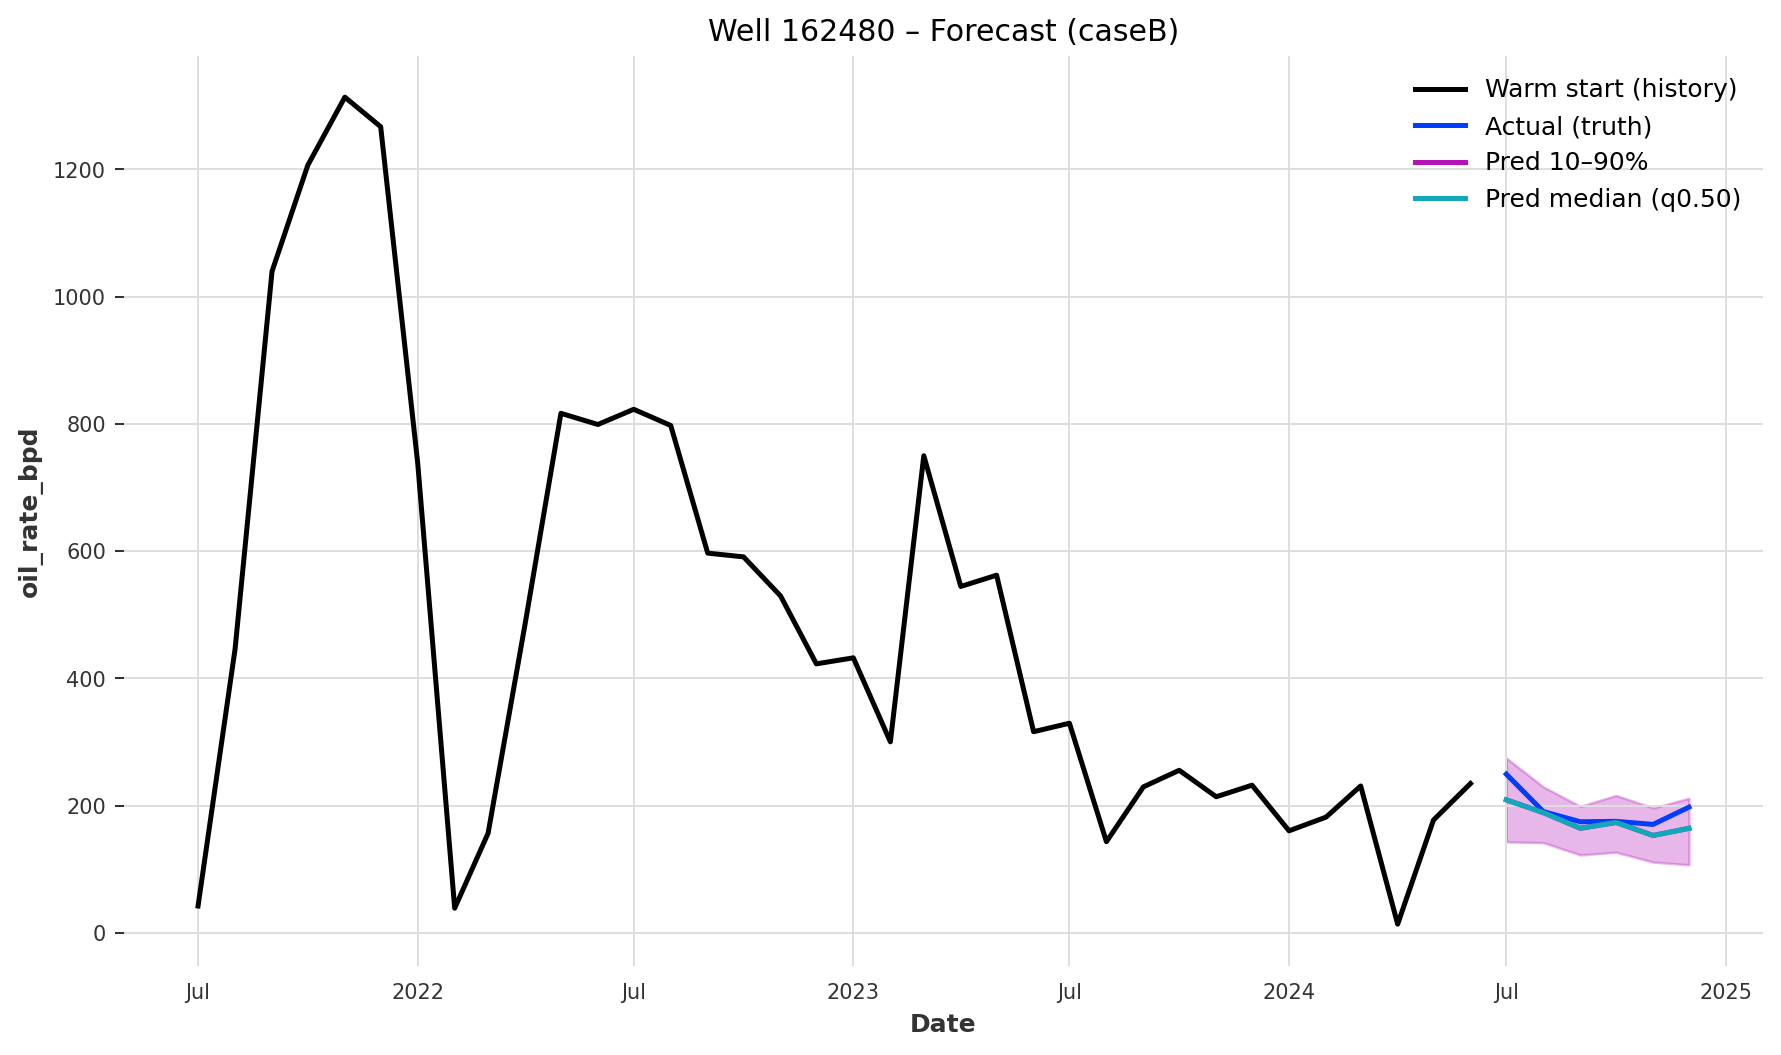 Well 162480 – Forecast (caseB)
Warm start (history)
Actual (truth)
Pred 10–90%
Pred median (q0.50)
oil_rate_bpd
1200
1000
800
600
400
200
0
Jul 2022 Jul 2023 Jul 2024 Jul 2025
Date